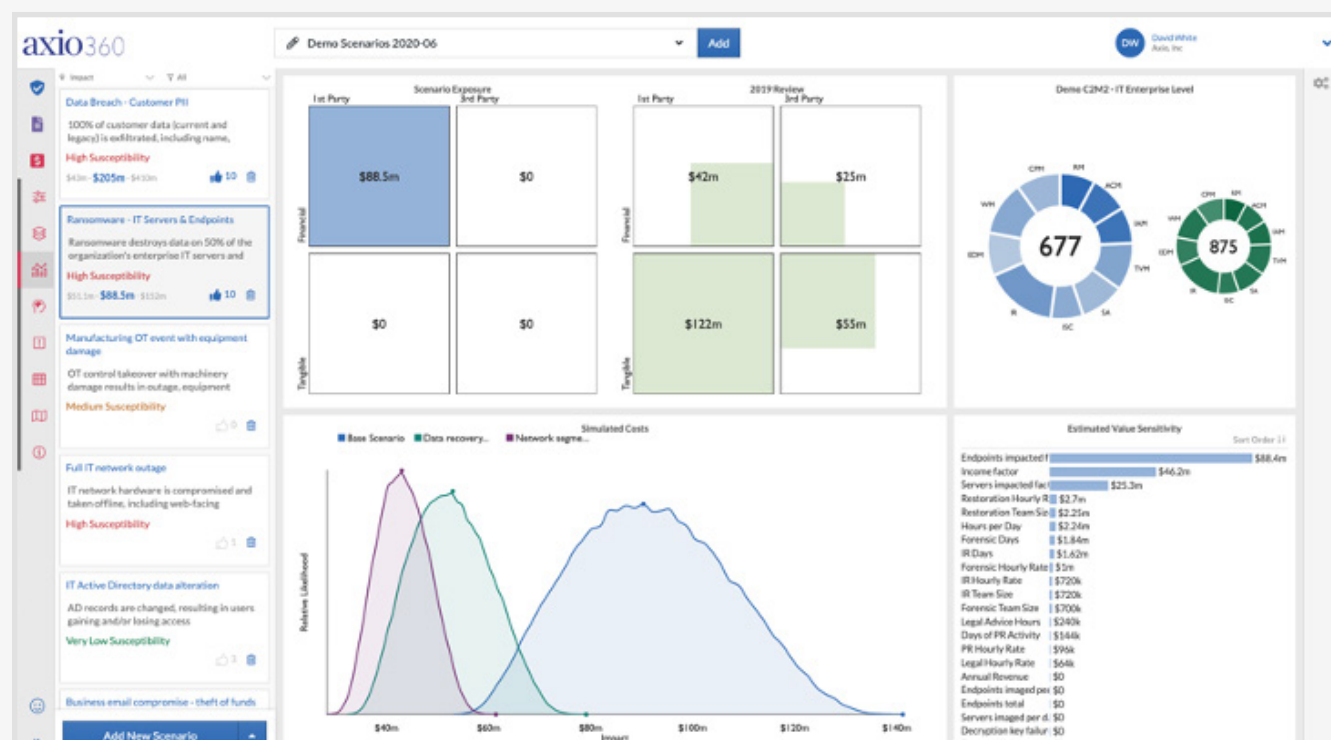 axio360
Demo Scenarios 2020-06
Add
DW
David White
Axio, Inc
Impact
All
Data Breach - Customer PII
100% of customer data (current and
legacy) is exfiltrated, including name,
High Susceptibility
$43m - $205m - $410m
10
Ransomware - IT Servers & Endpoints
Ransomware destroys data on 50% of the
organization's enterprise IT servers and
High Susceptibility
$51.1m - $88.5m - $152m
10
Manufacturing OT event with equipment
damage
OT control takeover with machinery
damage results in outage, equipment
Medium Susceptibility
0
Full IT network outage
IT network hardware is compromised and
taken offline, including web-facing
High Susceptibility
1
IT Active Directory data alteration
AD records are changed, resulting in users
gaining and/or losing access
Very Low Susceptibility
3
Business email compromise - theft of funds
Add New Scenario
Scenario Exposure
1st Party
3rd Party
Financial
$88.5m
$0
Tangible
$0
$0
2019 Review
1st Party
3rd Party
Financial
$42m
$25m
Tangible
$122m
$55m
Demo C2M2 - IT Enterprise Level
CPM
RM
ACM
IAM
TVM
SA
ISC
IR
EDM
WM
677
CPM
RM
ACM
IAM
TVM
SA
ISC
IR
EDM
WM
875
Simulated Costs
Base Scenario
Data recovery...
Network segme...
Relative Likelihood
$40m
$60m
$80m
$100m
$120m
$140m
Impact
Estimated Value Sensitivity
Sort Order
Endpoints impacted f $88.4m
Income factor $46.2m
Servers impacted fac $25.3m
Restoration Hourly R $2.7m
Restoration Team Siz $2.25m
Hours per Day $2.24m
Forensic Days $1.84m
IR Days $1.62m
Forensic Hourly Rate $1m
IR Hourly Rate $720k
IR Team Size $720k
Forensic Team Size $700k
Legal Advice Hours $240k
Days of PR Activity $144k
PR Hourly Rate $96k
Legal Hourly Rate $64k
Annual Revenue $0
Endpoints imaged per $0
Endpoints total $0
Servers imaged per d. $0
Decryption key failur $0